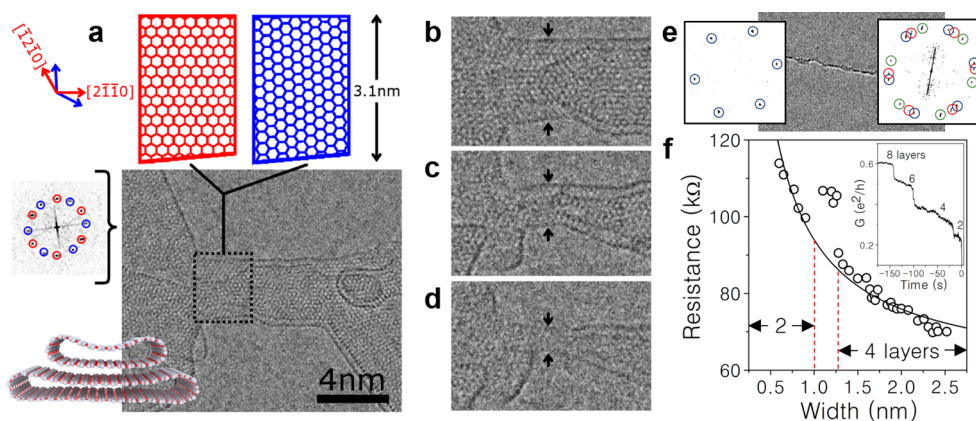 a
[1̅21̅0]
[21̅1̅0]
3.1nm
4nm
b
c
d
e
f
120
100
80
60
Resistance (kΩ)
0.5
1.0
1.5
2.0
2.5
Width (nm)
2
4 layers
8 layers
6
4
2
0.6
0.4
0.2
G (e²/h)
-150
-100
-50
0
Time (s)